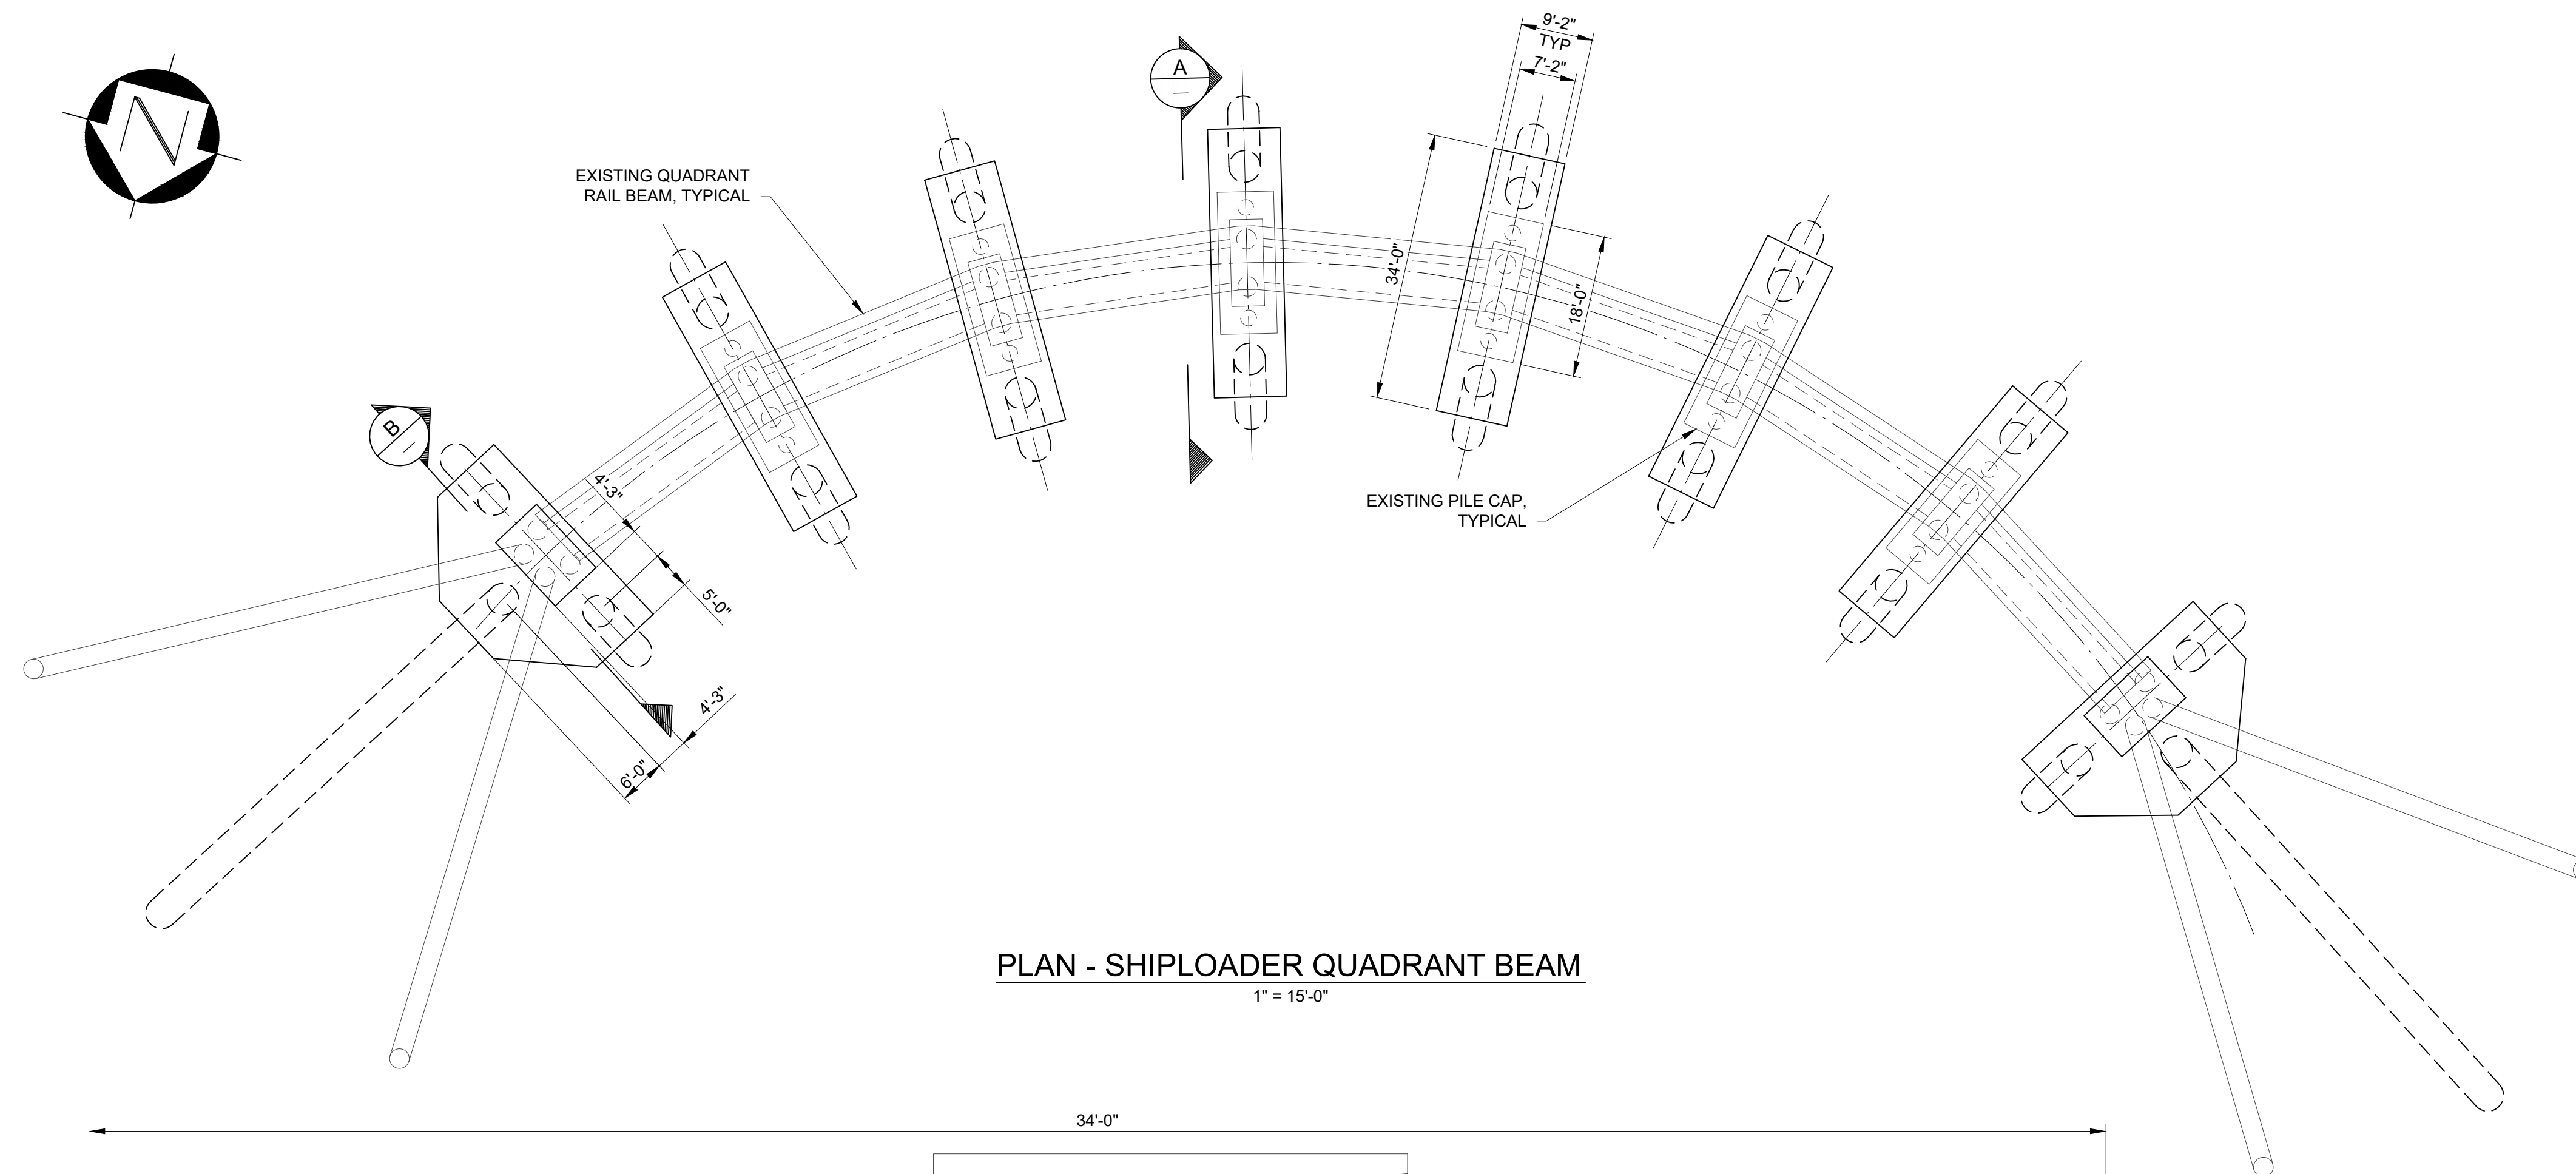 9'-2"
TYP
7'-2"
A
N
EXISTING QUADRANT
RAIL BEAM, TYPICAL
34'-0"
18'-0"
B
4'-3"
EXISTING PILE CAP,
TYPICAL
5'-0"
4'-3"
6'-0"
PLAN - SHIPLOADER QUADRANT BEAM
1" = 15'-0"
34'-0"